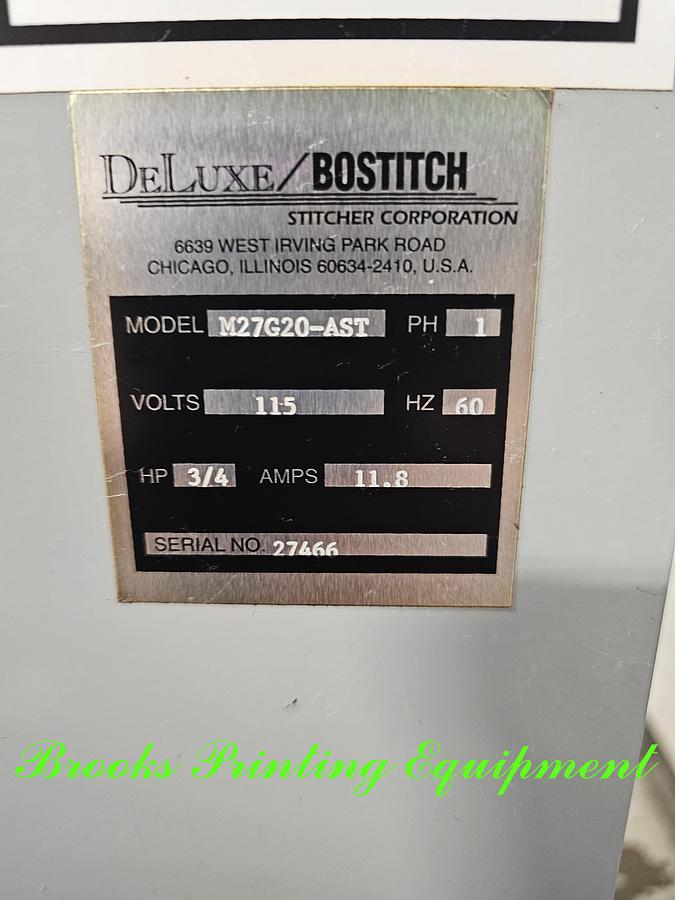 DELUXE/BOSTITCH
STITCHER CORPORATION
6639 WEST IRVING PARK ROAD
CHICAGO, ILLINOIS 60634-2410, U.S.A.
MODEL M27G20-AST PH 1
VOLTS 115 HZ 60
HP 3/4 AMPS 11.8
SERIAL NO. 27466
Brooks Printing Equipment